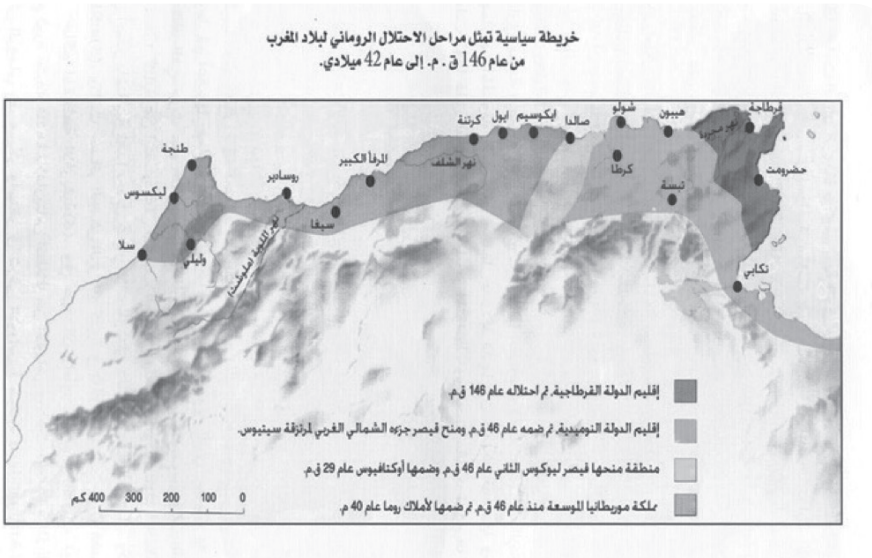 خريطة سياسية تمثل مراحل الاحتلال الروماني لبلاد المغرب
من عام 146 ق . م. إلى عام 42 ميلادي.
قرطاجة
شولو
هيبون
نهر مجردة
صالدا
ايكوسيم
ايول
كرتنة
طنجة
المرفأ الكبير
نهر الشلف
كرطا
حضرومت
روسادير
ليكسوس
تبسة
سيغا
سلا
وليلي
نهر الملوية (ملوشت)
تكابي
إقليم الدولة القرطاجية، تم احتلاله عام 146 ق.م.
إقليم الدولة النوميدية، تم ضمه عام 46 ق.م. ومنح قيصر جزءه الشمالي الغربي لمرتزقة سيتيوس.
منطقة منحها قيصر لبوكوس الثاني عام 46 ق.م. وضمها أوكتافيوس عام 29 ق.م.
مملكة موريطانيا الموسعة منذ عام 46 ق.م. تم ضمها لأملاك روما عام 40 م.
0 100 200 300 400 كم